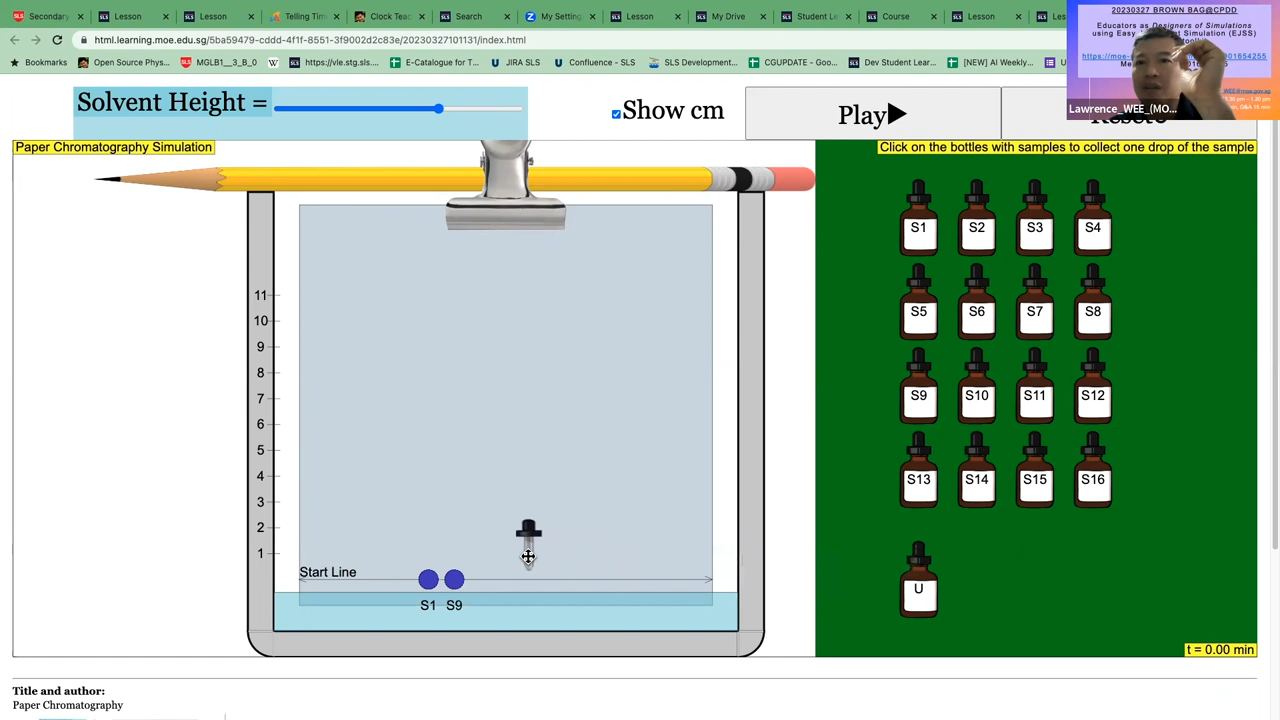 Secondary
Lesson
Lesson
Telling Tim
Clock Teac
Search
My Setting
Lesson
My Drive
Student Le
Course
Lesson
Les
html.learning.moe.edu.sg/5ba59479-cddd-4f1f-8551-3f9002d2c83e/20230327101131/index.html
Bookmarks
Open Source Phys...
MGLB1__3_B_0
https://vle.stg.sls....
E-Catalogue for T...
JIRA SLS
Confluence - SLS
SLS Development...
CGUPDATE - Goo...
Dev Student Lear...
[NEW] AI Weekly...
20230327 BROWN BAG@CPDD
Educators as Designers of Simulations
Lawrence_WEE_(MO...
Solvent Height =
Show cm
Play▶
Paper Chromatography Simulation
Click on the bottles with samples to collect one drop of the sample
S1 S2 S3 S4
S5 S6 S7 S8
S9 S10 S11 S12
S13 S14 S15 S16
U
11
10
9
8
7
6
5
4
3
2
1
Start Line
S1 S9
t = 0.00 min
Title and author:
Paper Chromatography